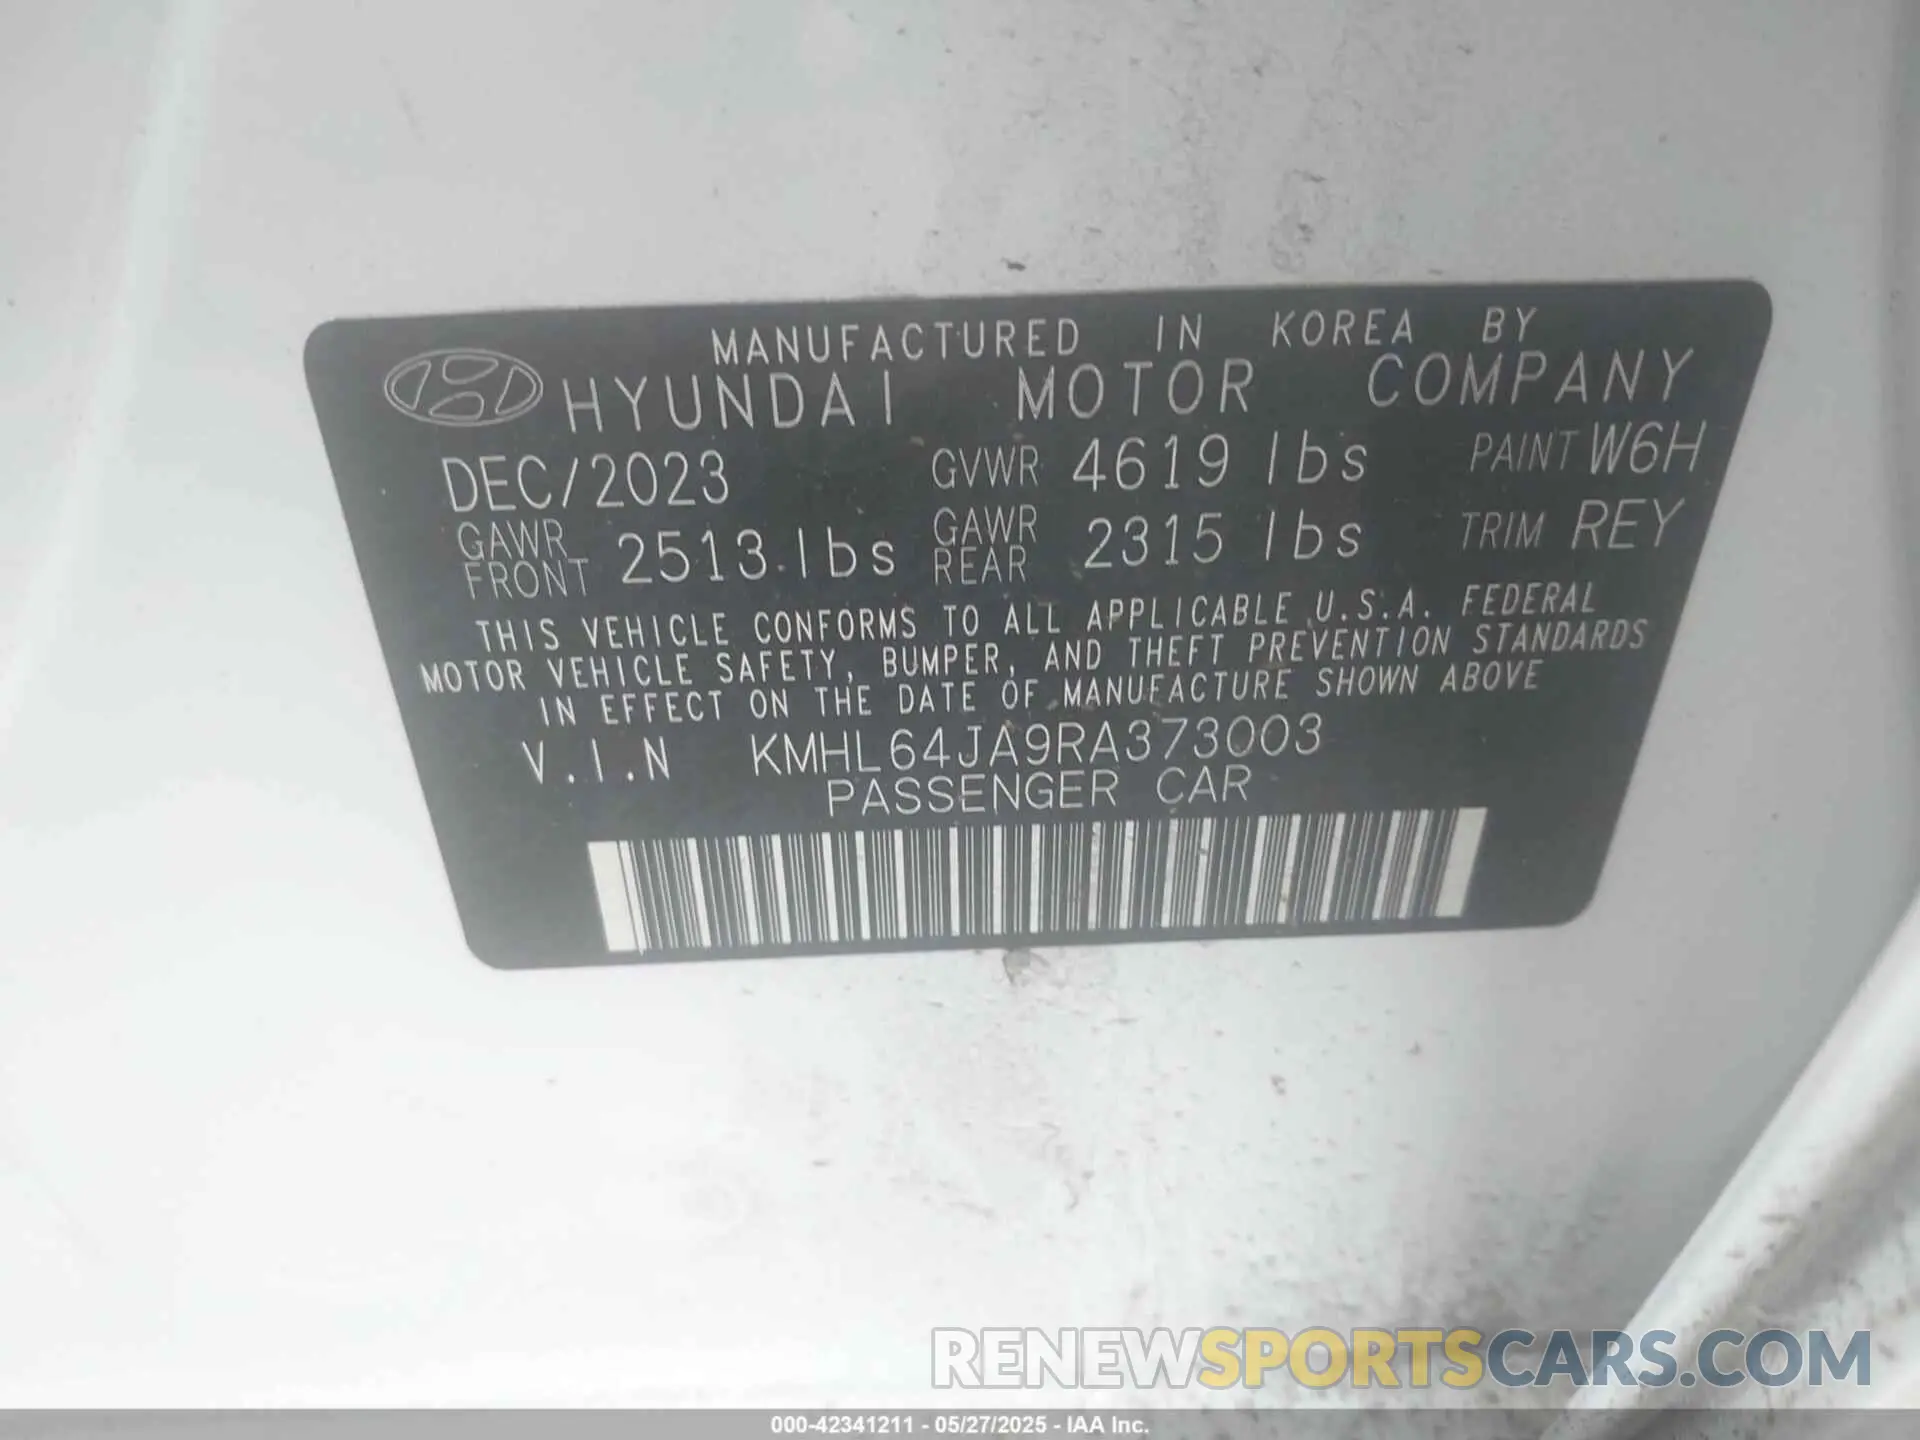 MANUFACTURED IN KOREA BY
HYUNDAI MOTOR COMPANY
DEC/2023 GVWR 4619 lbs PAINT W6H
GAWR FRONT 2513 lbs GAWR REAR 2315 lbs TRIM REY
THIS VEHICLE CONFORMS TO ALL APPLICABLE U.S.A. FEDERAL
MOTOR VEHICLE SAFETY, BUMPER, AND THEFT PREVENTION STANDARDS
IN EFFECT ON THE DATE OF MANUFACTURE SHOWN ABOVE
V.I.N KMHL64JA9RA373003
PASSENGER CAR
RENEWSPORTSCARS.COM
000-42341211 - 05/27/2025 - IAA Inc.